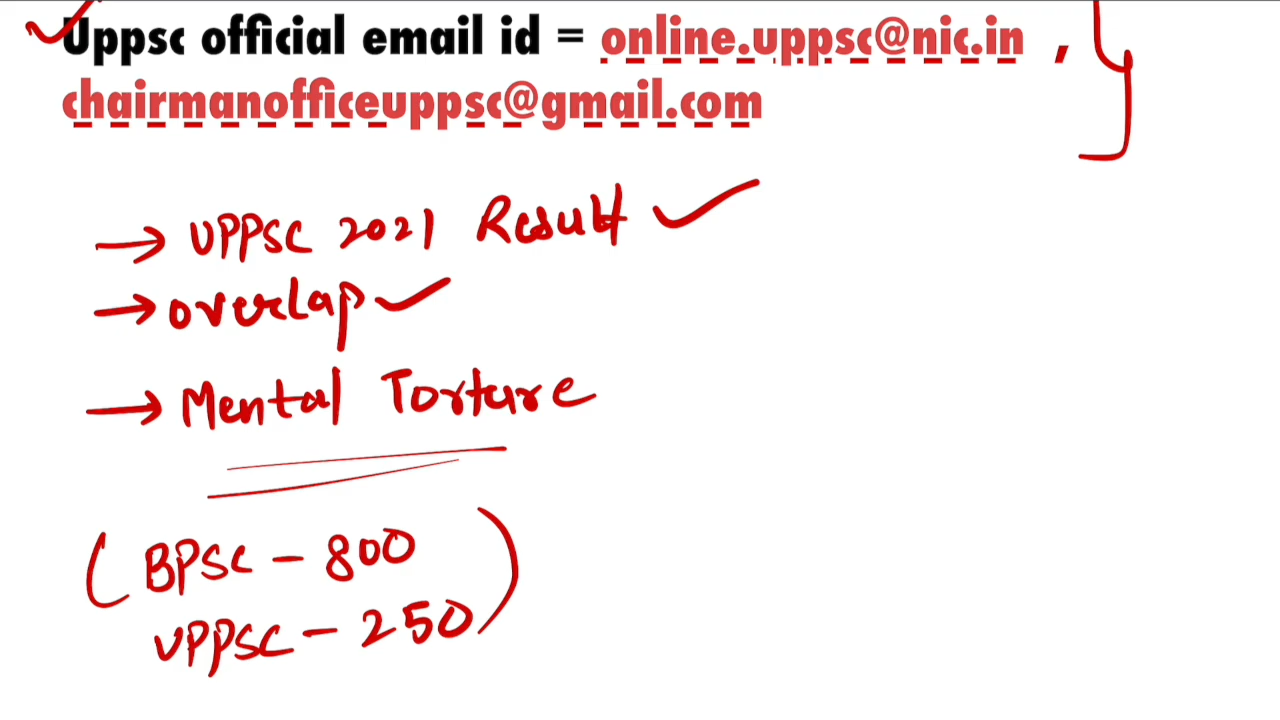 Uppsc official email id = online.uppsc@nic.in ,
chairmanofficeuppsc@gmail.com
→ UPPSC 2021 Result ✓
→ overlap ✓
→ Mental Torture
( BPSC - 800
UPPSC - 250 )